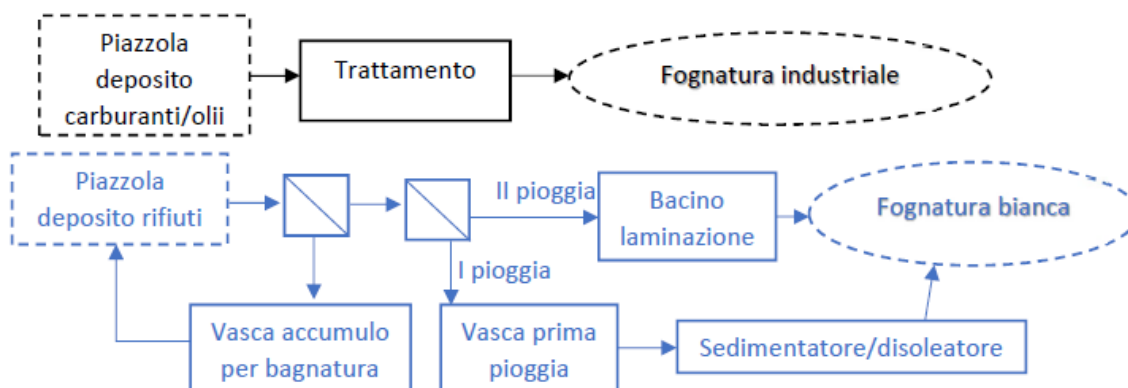 Piazzola
deposito
carburanti/olii
Trattamento
Fognatura industriale
Piazzola
deposito rifiuti
II pioggia
Bacino
laminazione
Fognatura bianca
I pioggia
Vasca accumulo
per bagnatura
Vasca prima
pioggia
Sedimentatore/disoleatore